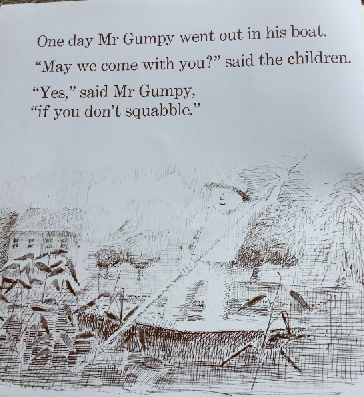 One day Mr Gumpy went out in his boat.
“May we come with you?” said the children.
“Yes,” said Mr Gumpy,
“if you don’t squabble.”